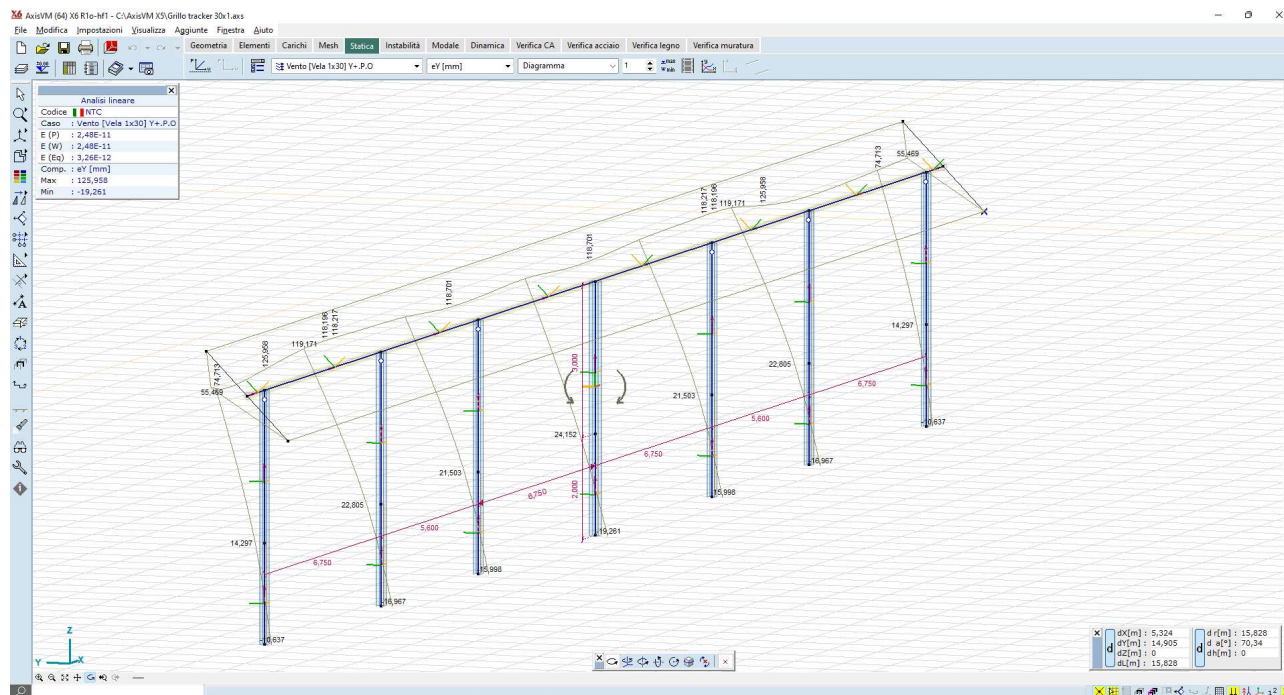 AxisVM (64) X6 R1o-hf1 - C:\AxisVM X5\Grillo tracker 30x1.axs
File Modifica Impostazioni Visualizza Aggiunte Finestra Aiuto
Geometria Elementi Carichi Mesh Statica Instabilità Modale Dinamica Verifica CA Verifica acciaio Verifica legno Verifica muratura
Vento [Vela 1x30] Y+.P.O eY [mm] Diagramma 1
Analisi lineare
Codice NTC
Caso : Vento [Vela 1x30] Y+.P.O
E (P) : 2,48E-11
E (W) : 2,48E-11
E (Eq) : 3,26E-12
Comp. : eY [mm]
Max : 125,958
Min : -19,261
55,469
74,713
125,958
119,171
118,196
118,217
118,701
118,701
118,217
118,196
119,171
125,958
74,713
55,469
3,000
2,000
14,297
22,805
21,503
24,152
21,503
22,805
14,297
6,750
5,600
6,750
6,750
5,600
6,750
-10,637
-16,967
-15,998
-19,261
-15,998
-16,967
-10,637
Z
Y
X
dX[m] : 5,324
dY[m] : 14,905
dZ[m] : 0
dL[m] : 15,828
d
d r[m] : 15,828
d a[°] : 70,34
dh[m] : 0